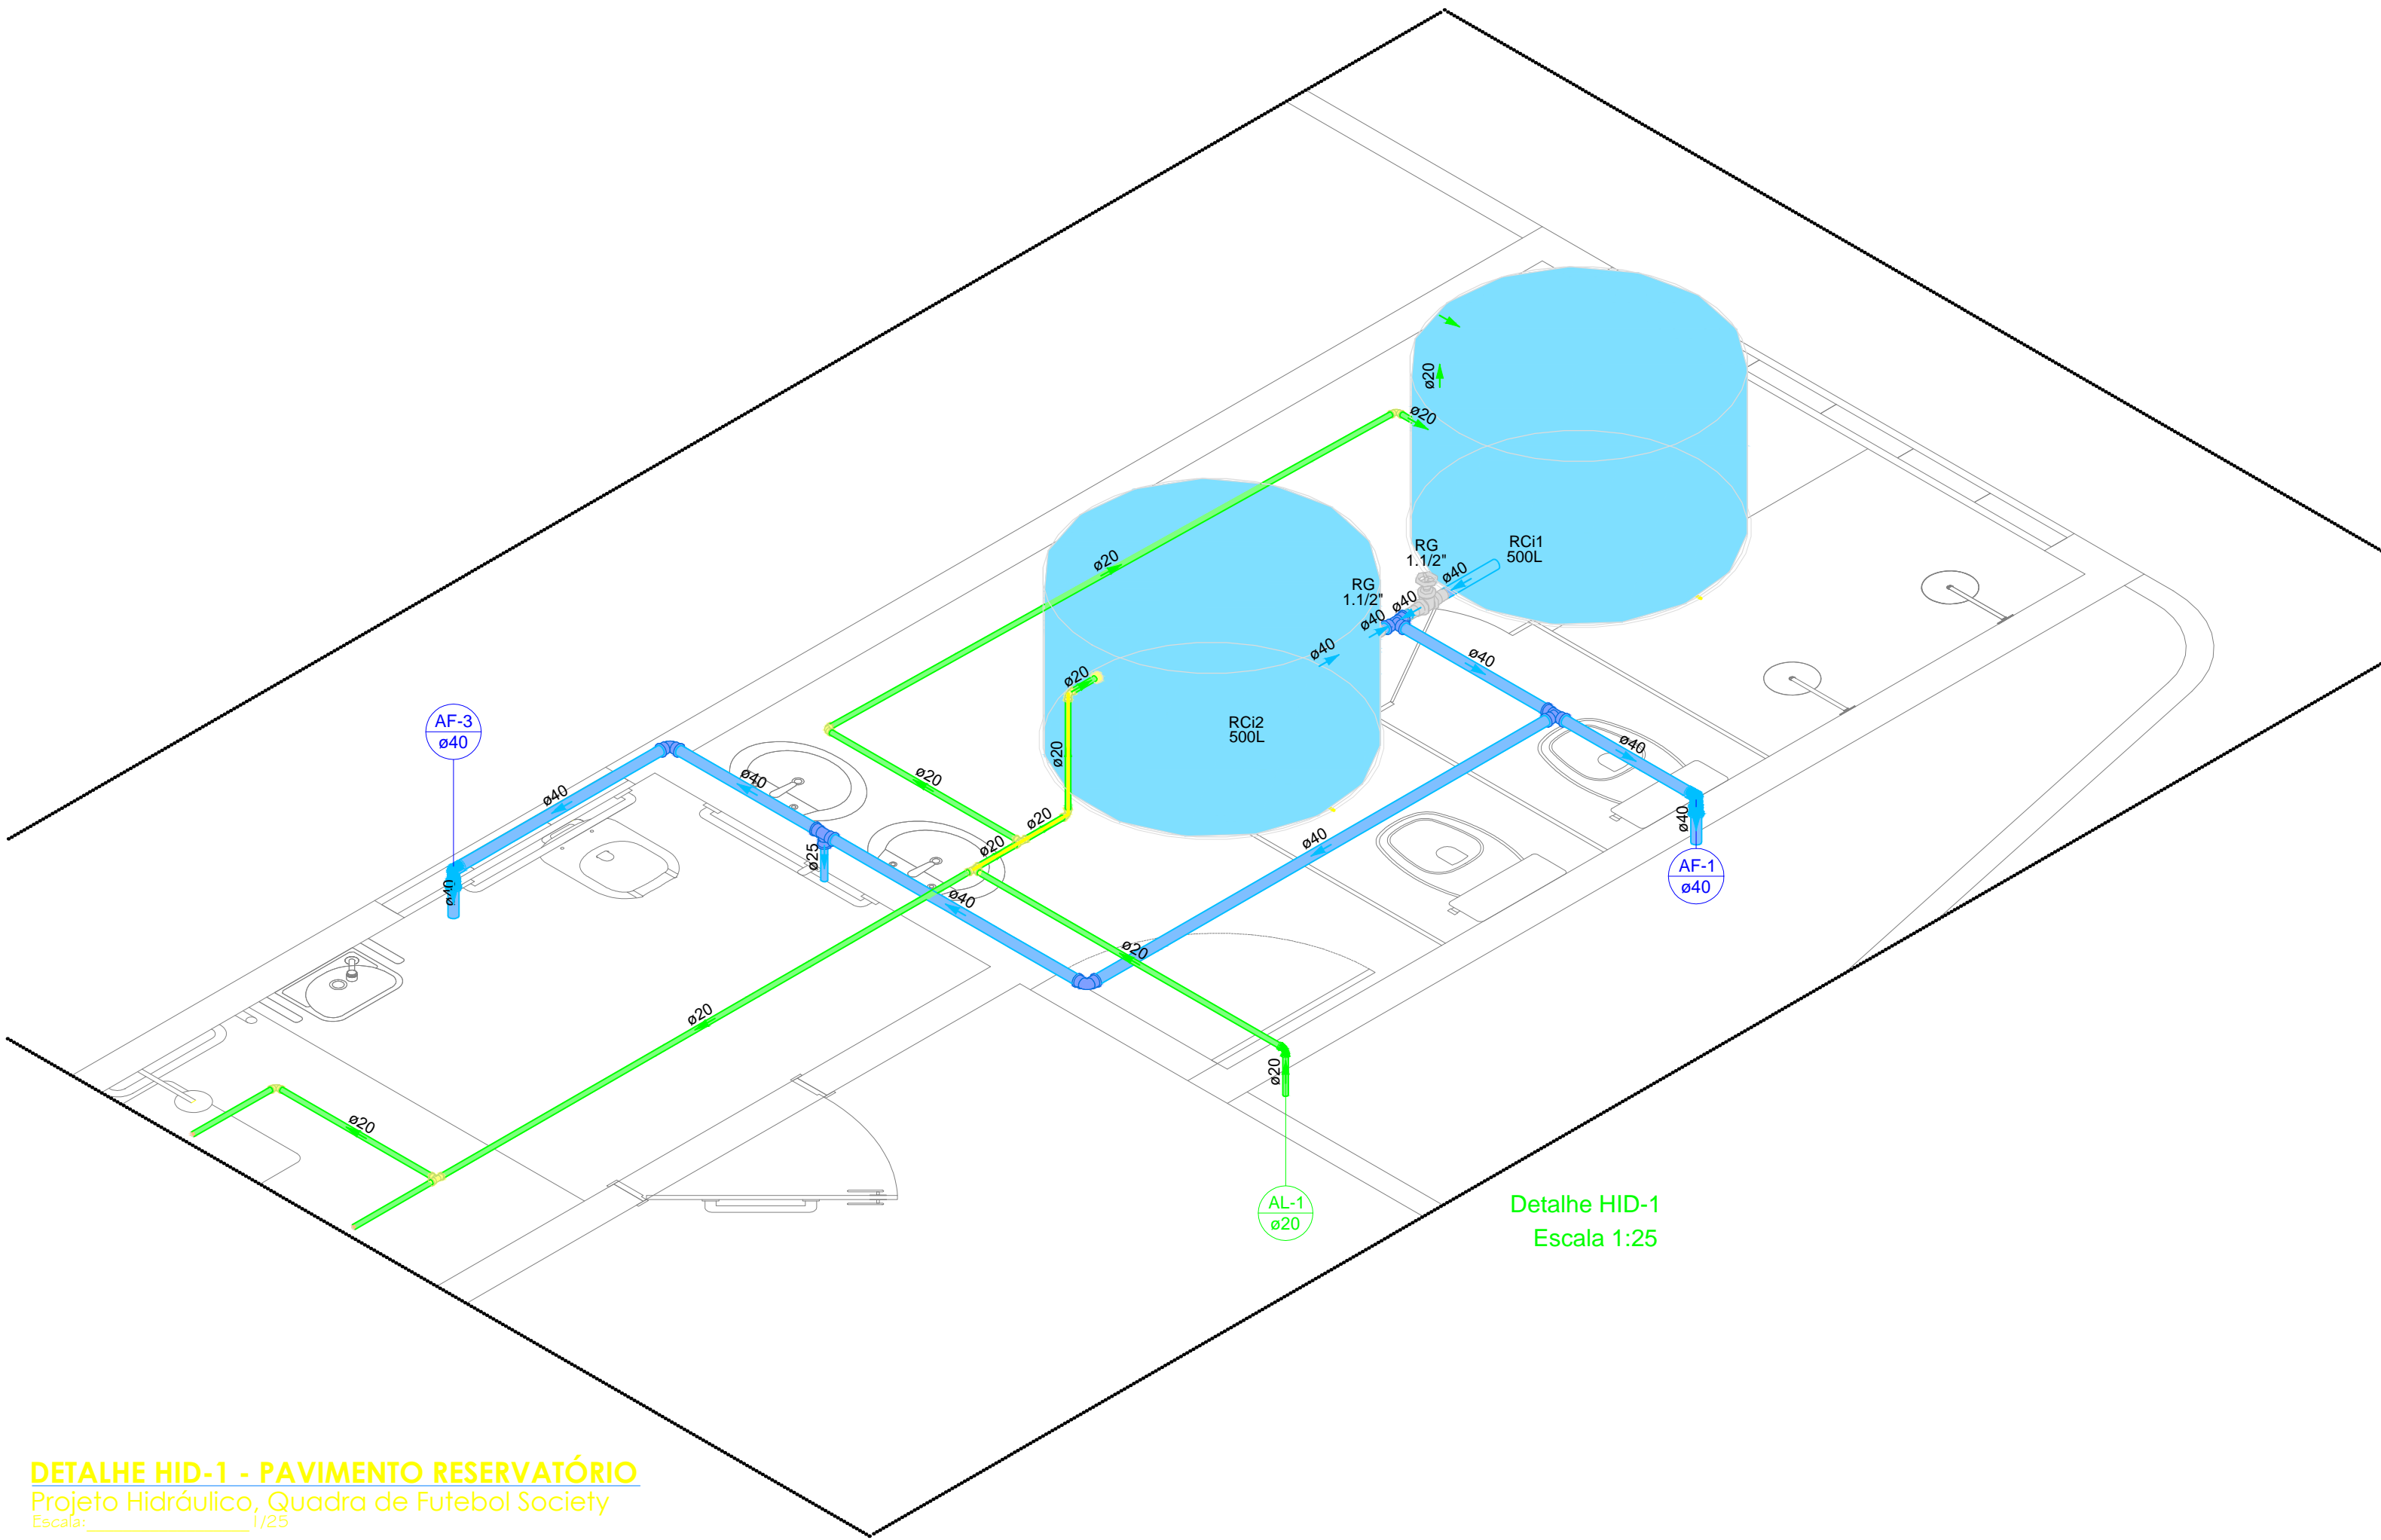 ø20
ø20
ø20
RG
1.1/2"
RCi1
500L
ø40
RG
1.1/2"
ø40
ø40
ø40
ø40
ø20
AF-3
ø40
RCi2
500L
ø20
ø40
ø20
ø40
ø40
ø20
ø40
ø20
ø40
ø25
ø40
AF-1
ø40
ø40
ø40
ø20
ø20
ø20
ø20
AL-1
ø20
Detalhe HID-1
Escala 1:25
DETALHE HID-1 - PAVIMENTO RESERVATÓRIO
Projeto Hidráulico, Quadra de Futebol Society
Escala:____________________1/25